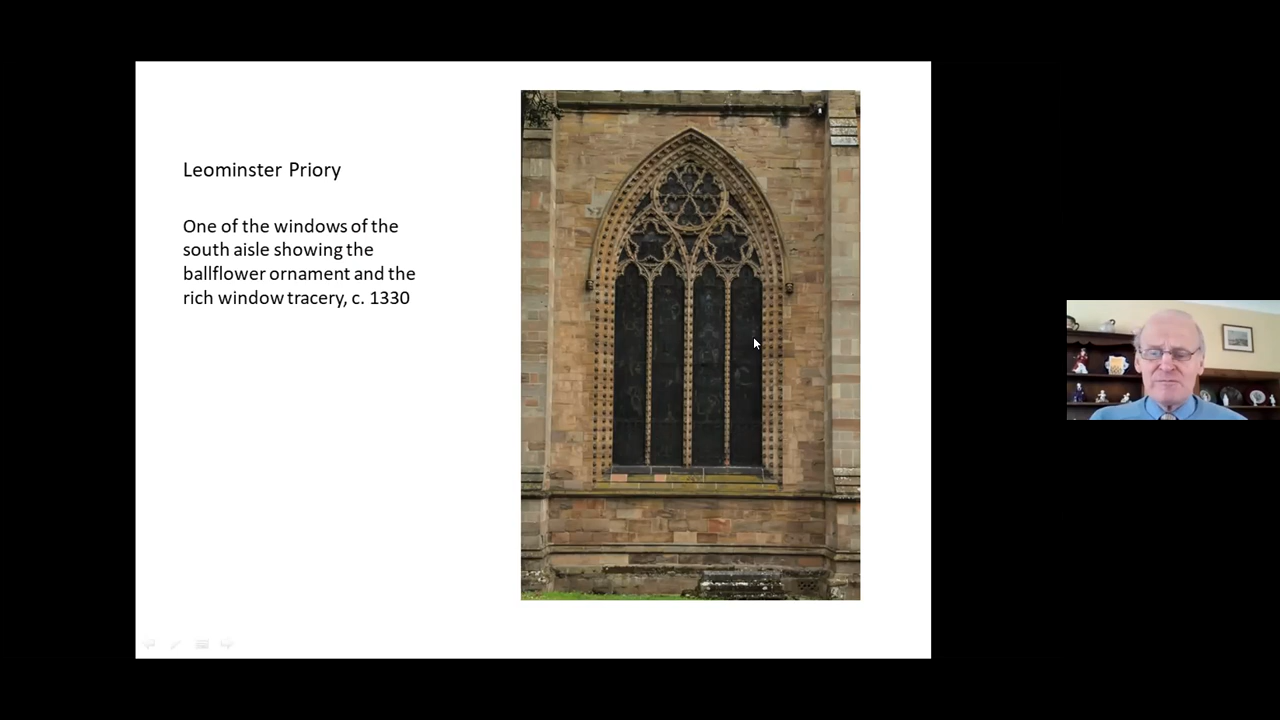 Leominster Priory
One of the windows of the
south aisle showing the
ballflower ornament and the
rich window tracery, c. 1330